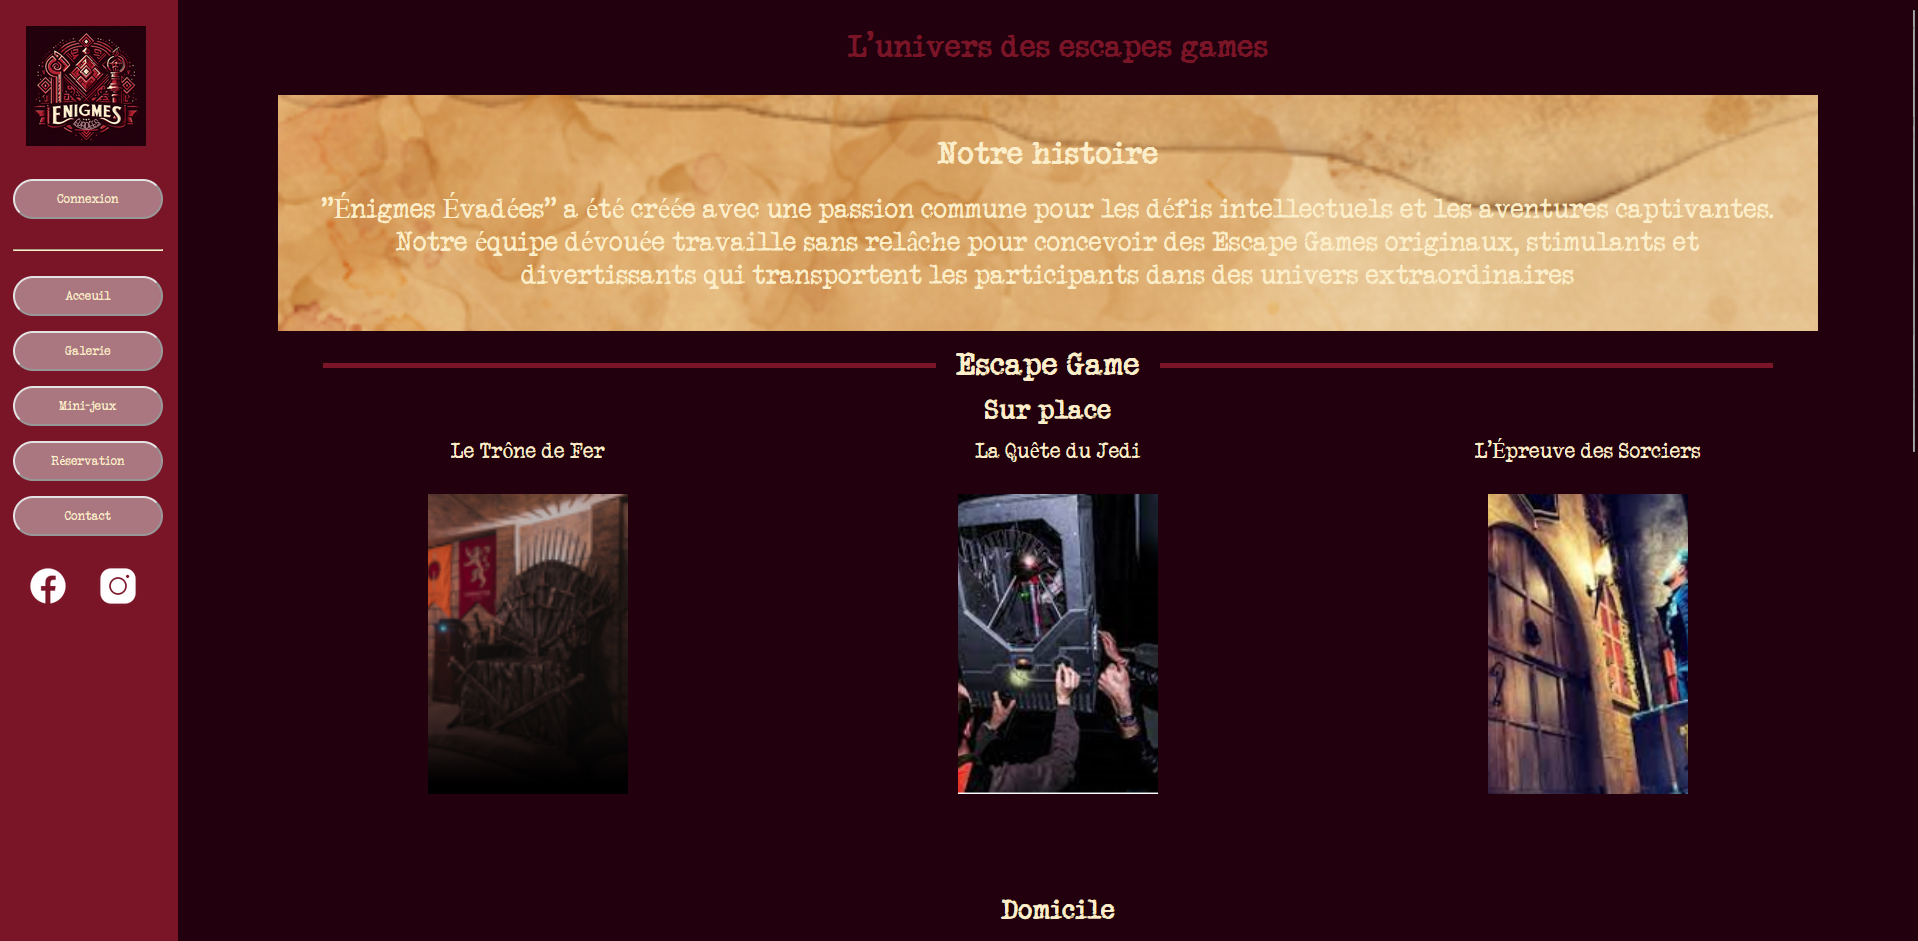 ENIGMES
Connexion
Acceuil
Galerie
Mini-jeux
Réservation
Contact
L'univers des escapes games
Notre histoire
"Énigmes Évadées" a été créée avec une passion commune pour les défis intellectuels et les aventures captivantes.
Notre équipe dévouée travaille sans relâche pour concevoir des Escape Games originaux, stimulants et
divertissants qui transportent les participants dans des univers extraordinaires
Escape Game
Sur place
Le Trône de Fer
La Quête du Jedi
L'Épreuve des Sorciers
Domicile